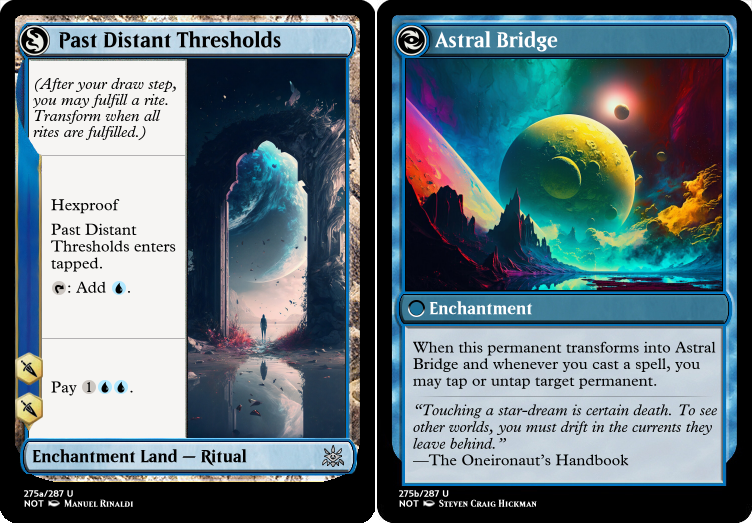 Past Distant Thresholds
(After your draw step,
you may fulfill a rite.
Transform when all
rites are fulfilled.)
Hexproof
Past Distant
Thresholds enters
tapped.
: Add .
Pay 1 .
Enchantment Land — Ritual
275a/287 U
NOT Manuel Rinaldi
Astral Bridge
Enchantment
When this permanent transforms into Astral
Bridge and whenever you cast a spell, you
may tap or untap target permanent.
“Touching a star-dream is certain death. To see
other worlds, you must drift in the currents they
leave behind.”
—The Oneironaut’s Handbook
275b/287 U
NOT Steven Craig Hickman